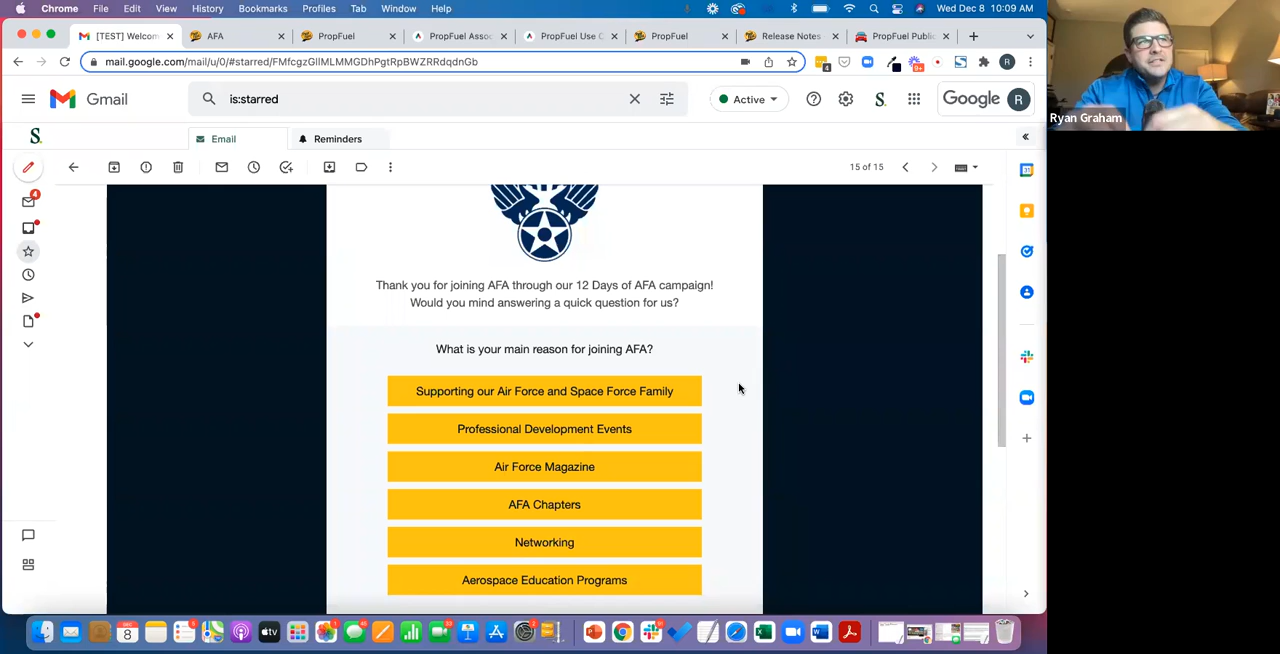 Chrome File Edit View History Bookmarks Profiles Tab Window Help Wed Dec 8 10:09 AM
[TEST] Welcom AFA PropFuel PropFuel Assoc PropFuel Use C PropFuel Release Notes PropFuel Public
mail.google.com/mail/u/0/#starred/FMfcgzGllMLMMGDhPgtRpBWZRRdqdnGb
Gmail is:starred Active S. Google R
S. Email Reminders
15 of 15
Ryan Graham
Thank you for joining AFA through our 12 Days of AFA campaign!
Would you mind answering a quick question for us?
What is your main reason for joining AFA?
Supporting our Air Force and Space Force Family
Professional Development Events
Air Force Magazine
AFA Chapters
Networking
Aerospace Education Programs